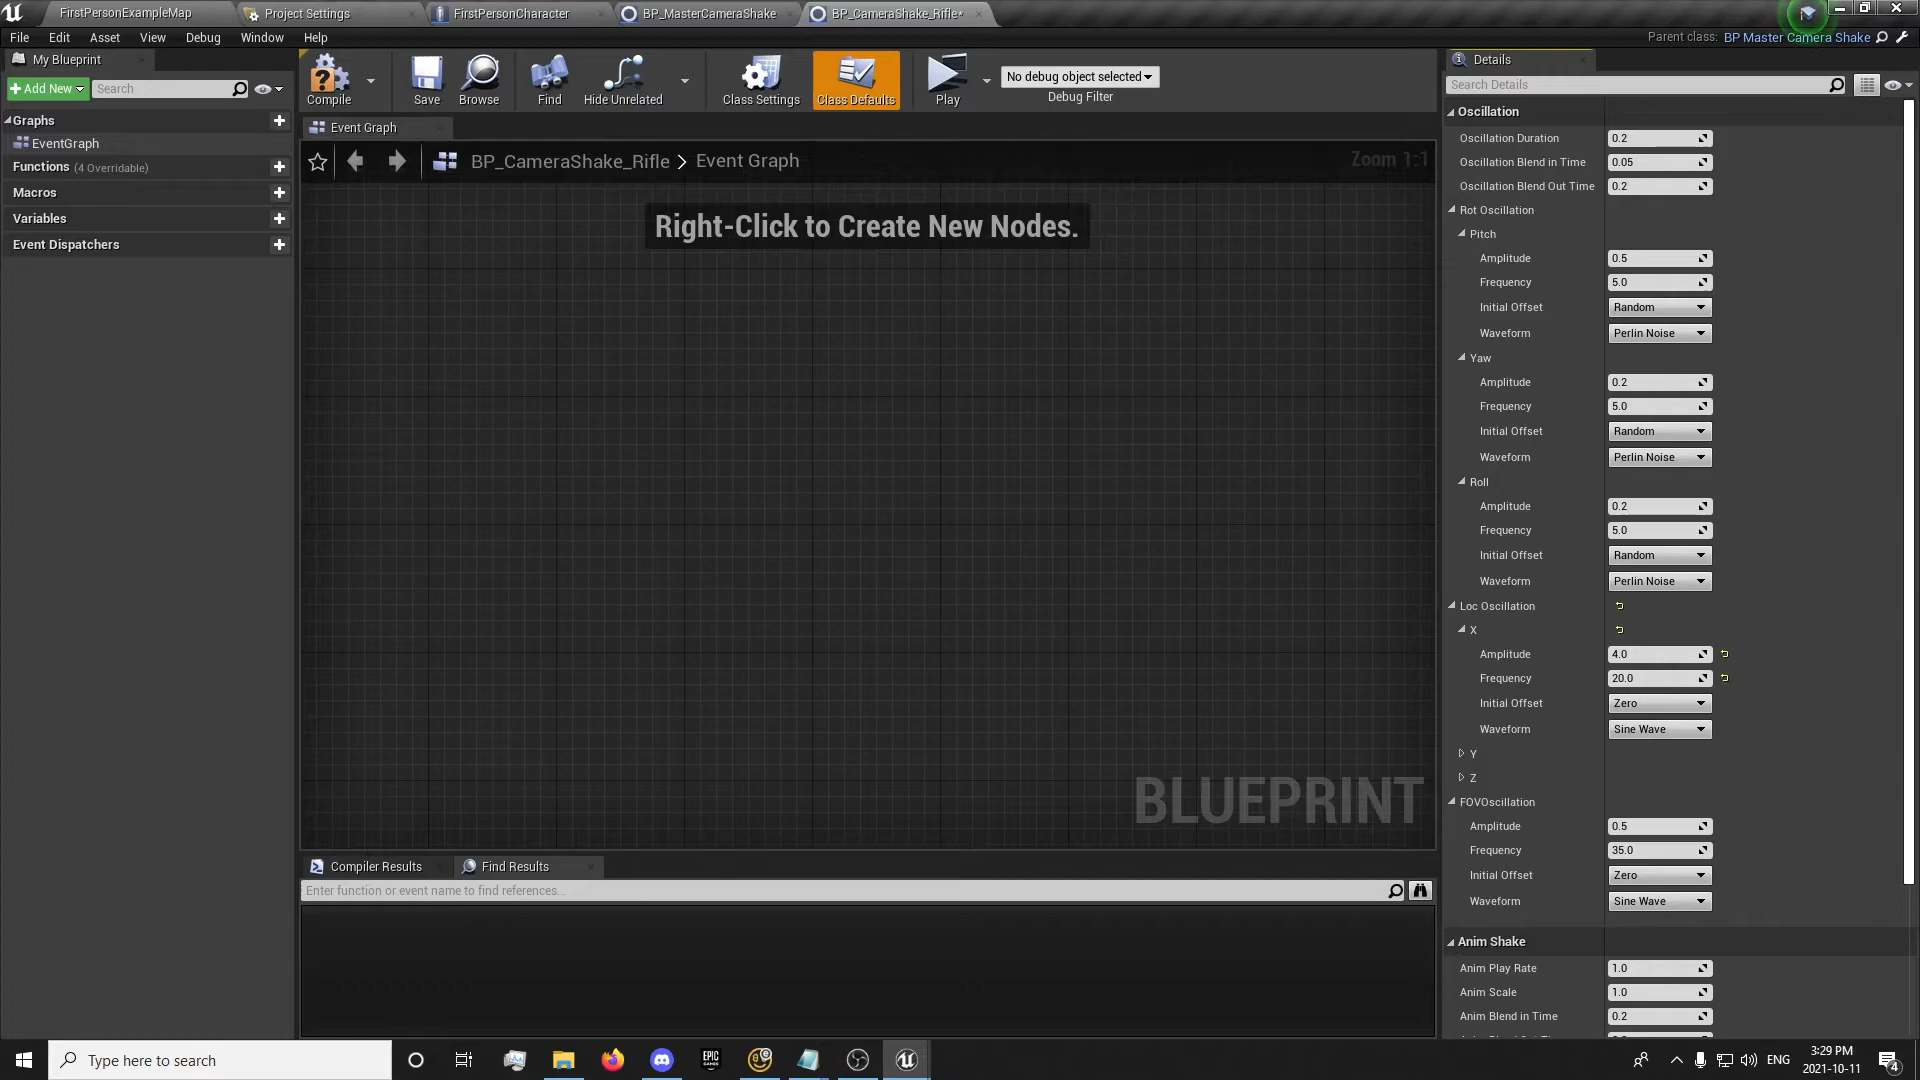 FirstPersonExampleMap
Project Settings
FirstPersonCharacter
BP_MasterCameraShake
BP_CameraShake_Rifle*
File Edit Asset View Debug Window Help
Parent class: BP Master Camera Shake
My Blueprint
Add New
Search
Graphs
EventGraph
Functions (4 Overridable)
Macros
Variables
Event Dispatchers
Compile
Save
Browse
Find
Hide Unrelated
Class Settings
Class Defaults
Play
No debug object selected
Debug Filter
Event Graph
BP_CameraShake_Rifle > Event Graph
Zoom 1:1
Right-Click to Create New Nodes.
BLUEPRINT
Compiler Results
Find Results
Enter function or event name to find references...
Details
Search Details
Oscillation
Oscillation Duration 0.2
Oscillation Blend in Time 0.05
Oscillation Blend Out Time 0.2
Rot Oscillation
Pitch
Amplitude 0.5
Frequency 5.0
Initial Offset Random
Waveform Perlin Noise
Yaw
Amplitude 0.2
Frequency 5.0
Initial Offset Random
Waveform Perlin Noise
Roll
Amplitude 0.2
Frequency 5.0
Initial Offset Random
Waveform Perlin Noise
Loc Oscillation
X
Amplitude 4.0
Frequency 20.0
Initial Offset Zero
Waveform Sine Wave
Y
Z
FOVOscillation
Amplitude 0.5
Frequency 35.0
Initial Offset Zero
Waveform Sine Wave
Anim Shake
Anim Play Rate 1.0
Anim Scale 1.0
Anim Blend in Time 0.2
Type here to search
EPIC GAMES
ENG
3:29 PM
2021-10-11
4